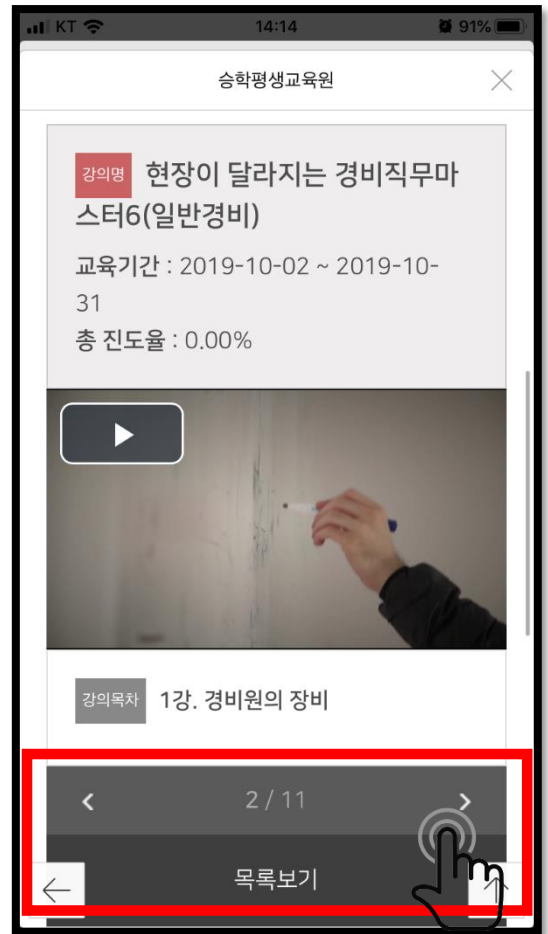 KT 14:14 91%
승학평생교육원
강의명 현장이 달라지는 경비직무마
스터6(일반경비)
교육기간 : 2019-10-02 ~ 2019-10-
31
총 진도율 : 0.00%
강의목차 1강. 경비원의 장비
2 / 11
목록보기